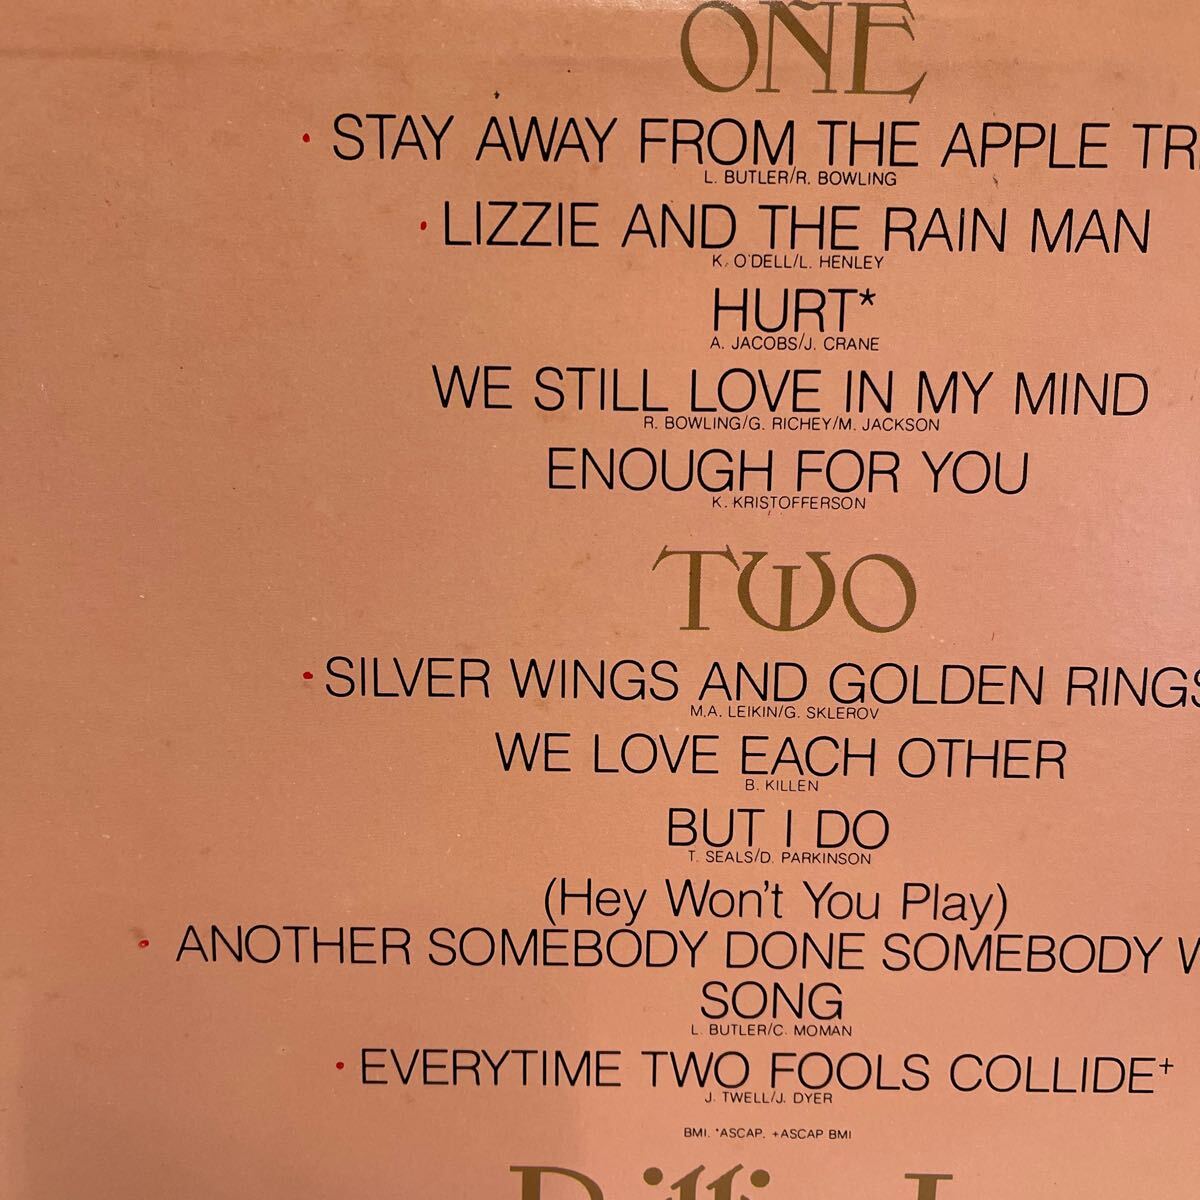 ONE
• STAY AWAY FROM THE APPLE
L. BUTLER/R. BOWLING
• LIZZIE AND THE RAIN MAN
K. O'DELL/L. HENLEY
HURT*
A. JACOBS/J. CRANE
WE STILL LOVE IN MY MIND
R. BOWLING/G. RICHEY/M. JACKSON
ENOUGH FOR YOU
K. KRISTOFFERSON
TWO
• SILVER WINGS AND GOLDEN RINGS
M.A. LEIKIN/G. SKLEROV
WE LOVE EACH OTHER
B. KILLEN
BUT I DO
T. SEALS/D. PARKINSON
(Hey Won't You Play)
• ANOTHER SOMEBODY DONE SOMEBODY
SONG
L. BUTLER/C. MOMAN
• EVERYTIME TWO FOOLS COLLIDE+
J. TWELL/J. DYER
BMI. *ASCAP. +ASCAP BMI